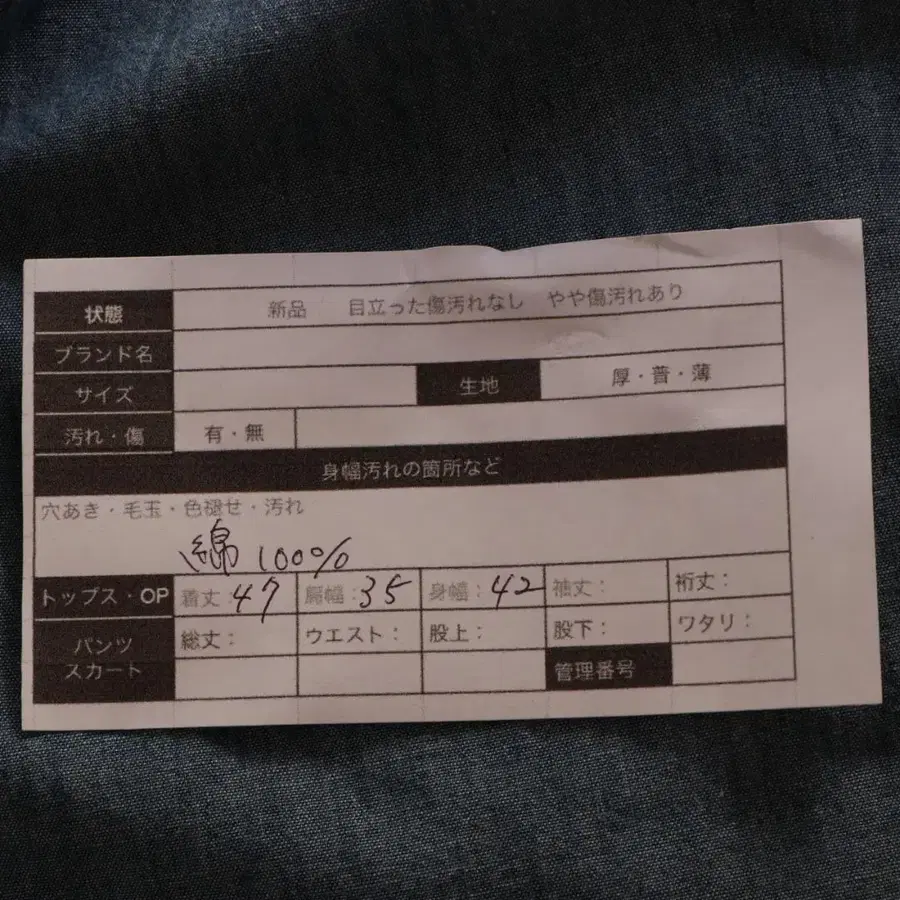 状態 新品 目立った傷汚れなし やや傷汚れあり
ブランド名
サイズ 生地 厚・普・薄
汚れ・傷 有・無
身幅汚れの箇所など
穴あき・毛玉・色褪せ・汚れ
綿 100%
トップス・OP 着丈:47 肩幅:35 身幅:42 袖丈: 裄丈:
パンツ 総丈: ウエスト: 股上: 股下: ワタリ:
スカート 管理番号